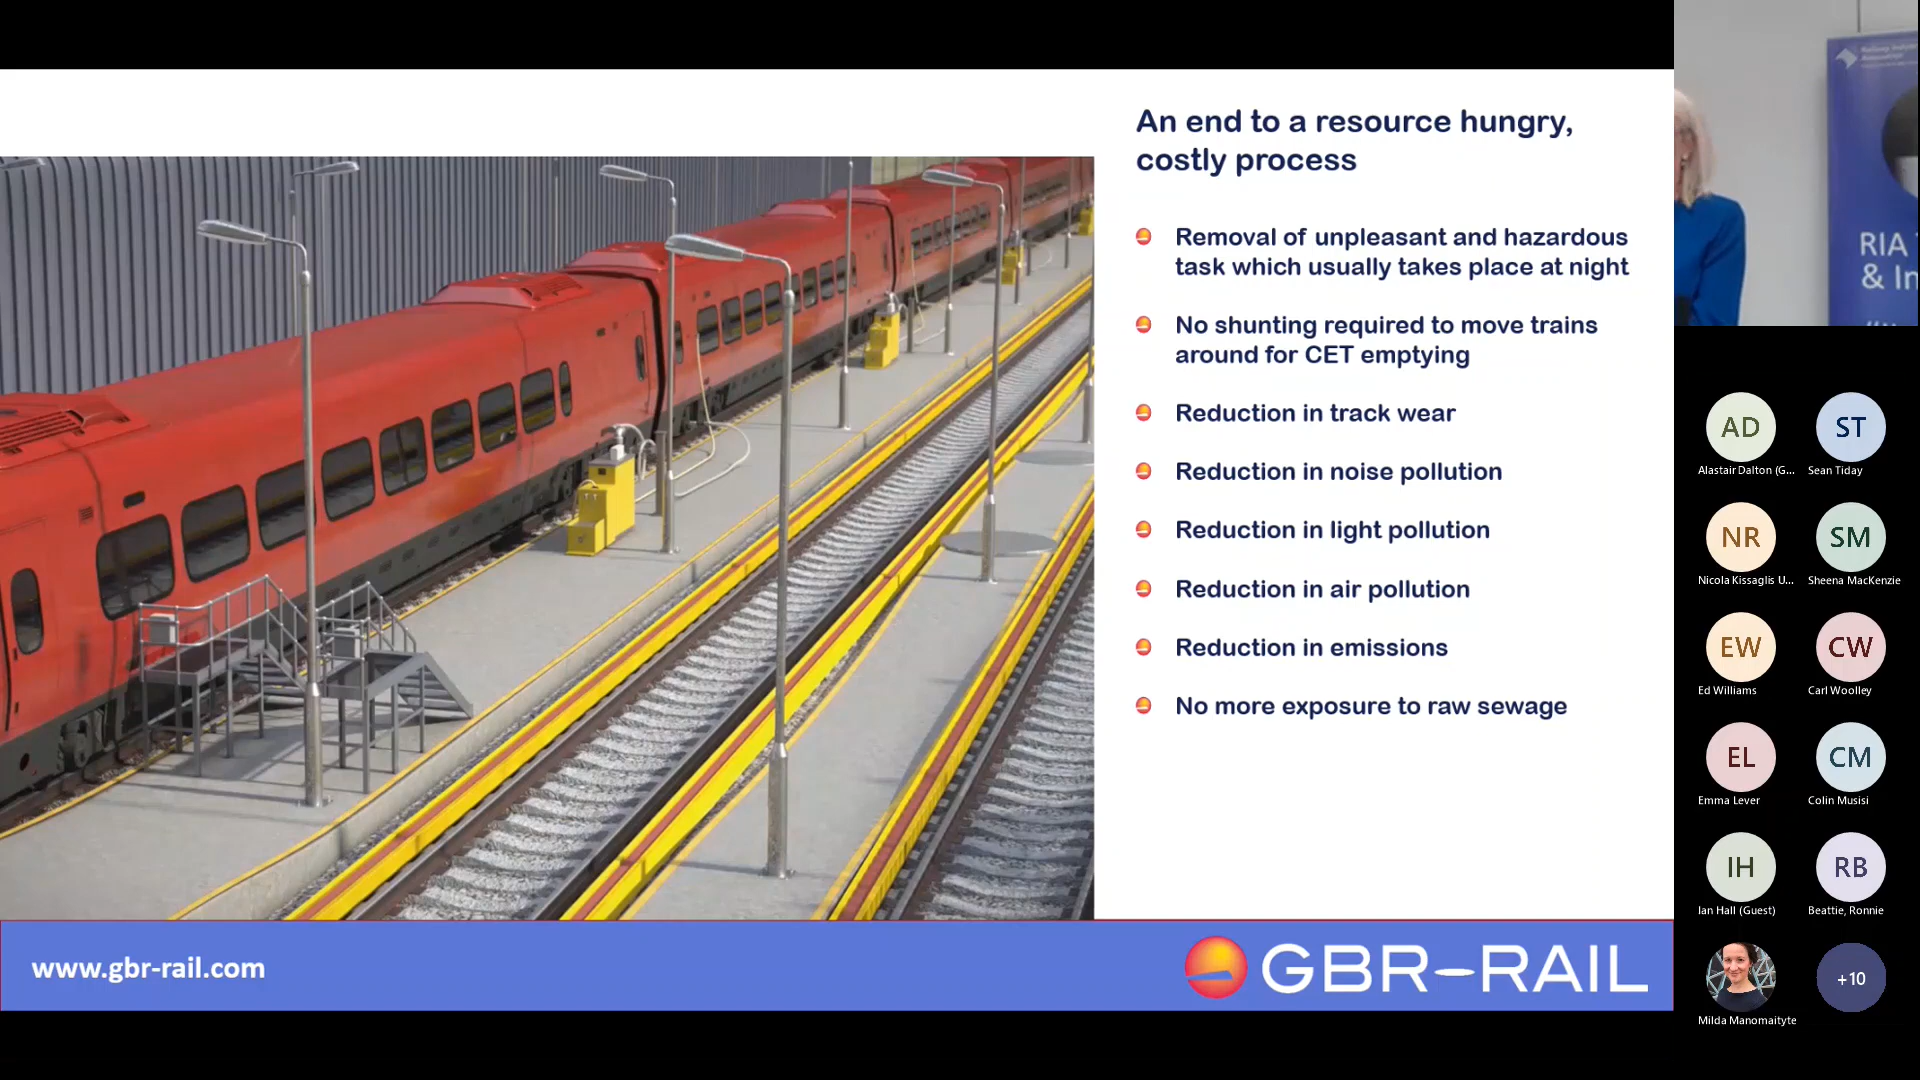 An end to a resource hungry,
costly process
Removal of unpleasant and hazardous
task which usually takes place at night
No shunting required to move trains
around for CET emptying
Reduction in track wear
Reduction in noise pollution
Reduction in light pollution
Reduction in air pollution
Reduction in emissions
No more exposure to raw sewage
www.gbr-rail.com
GBR-RAIL
RIA
& In
AD
ST
Alastair Dalton (G...
Sean Tiday
NR
SM
Nicola Kissaglis U...
Sheena MacKenzie
EW
CW
Ed Williams
Carl Woolley
EL
CM
Emma Lever
Colin Musisi
IH
RB
Ian Hall (Guest)
Beattie, Ronnie
+10
Milda Manomaityte